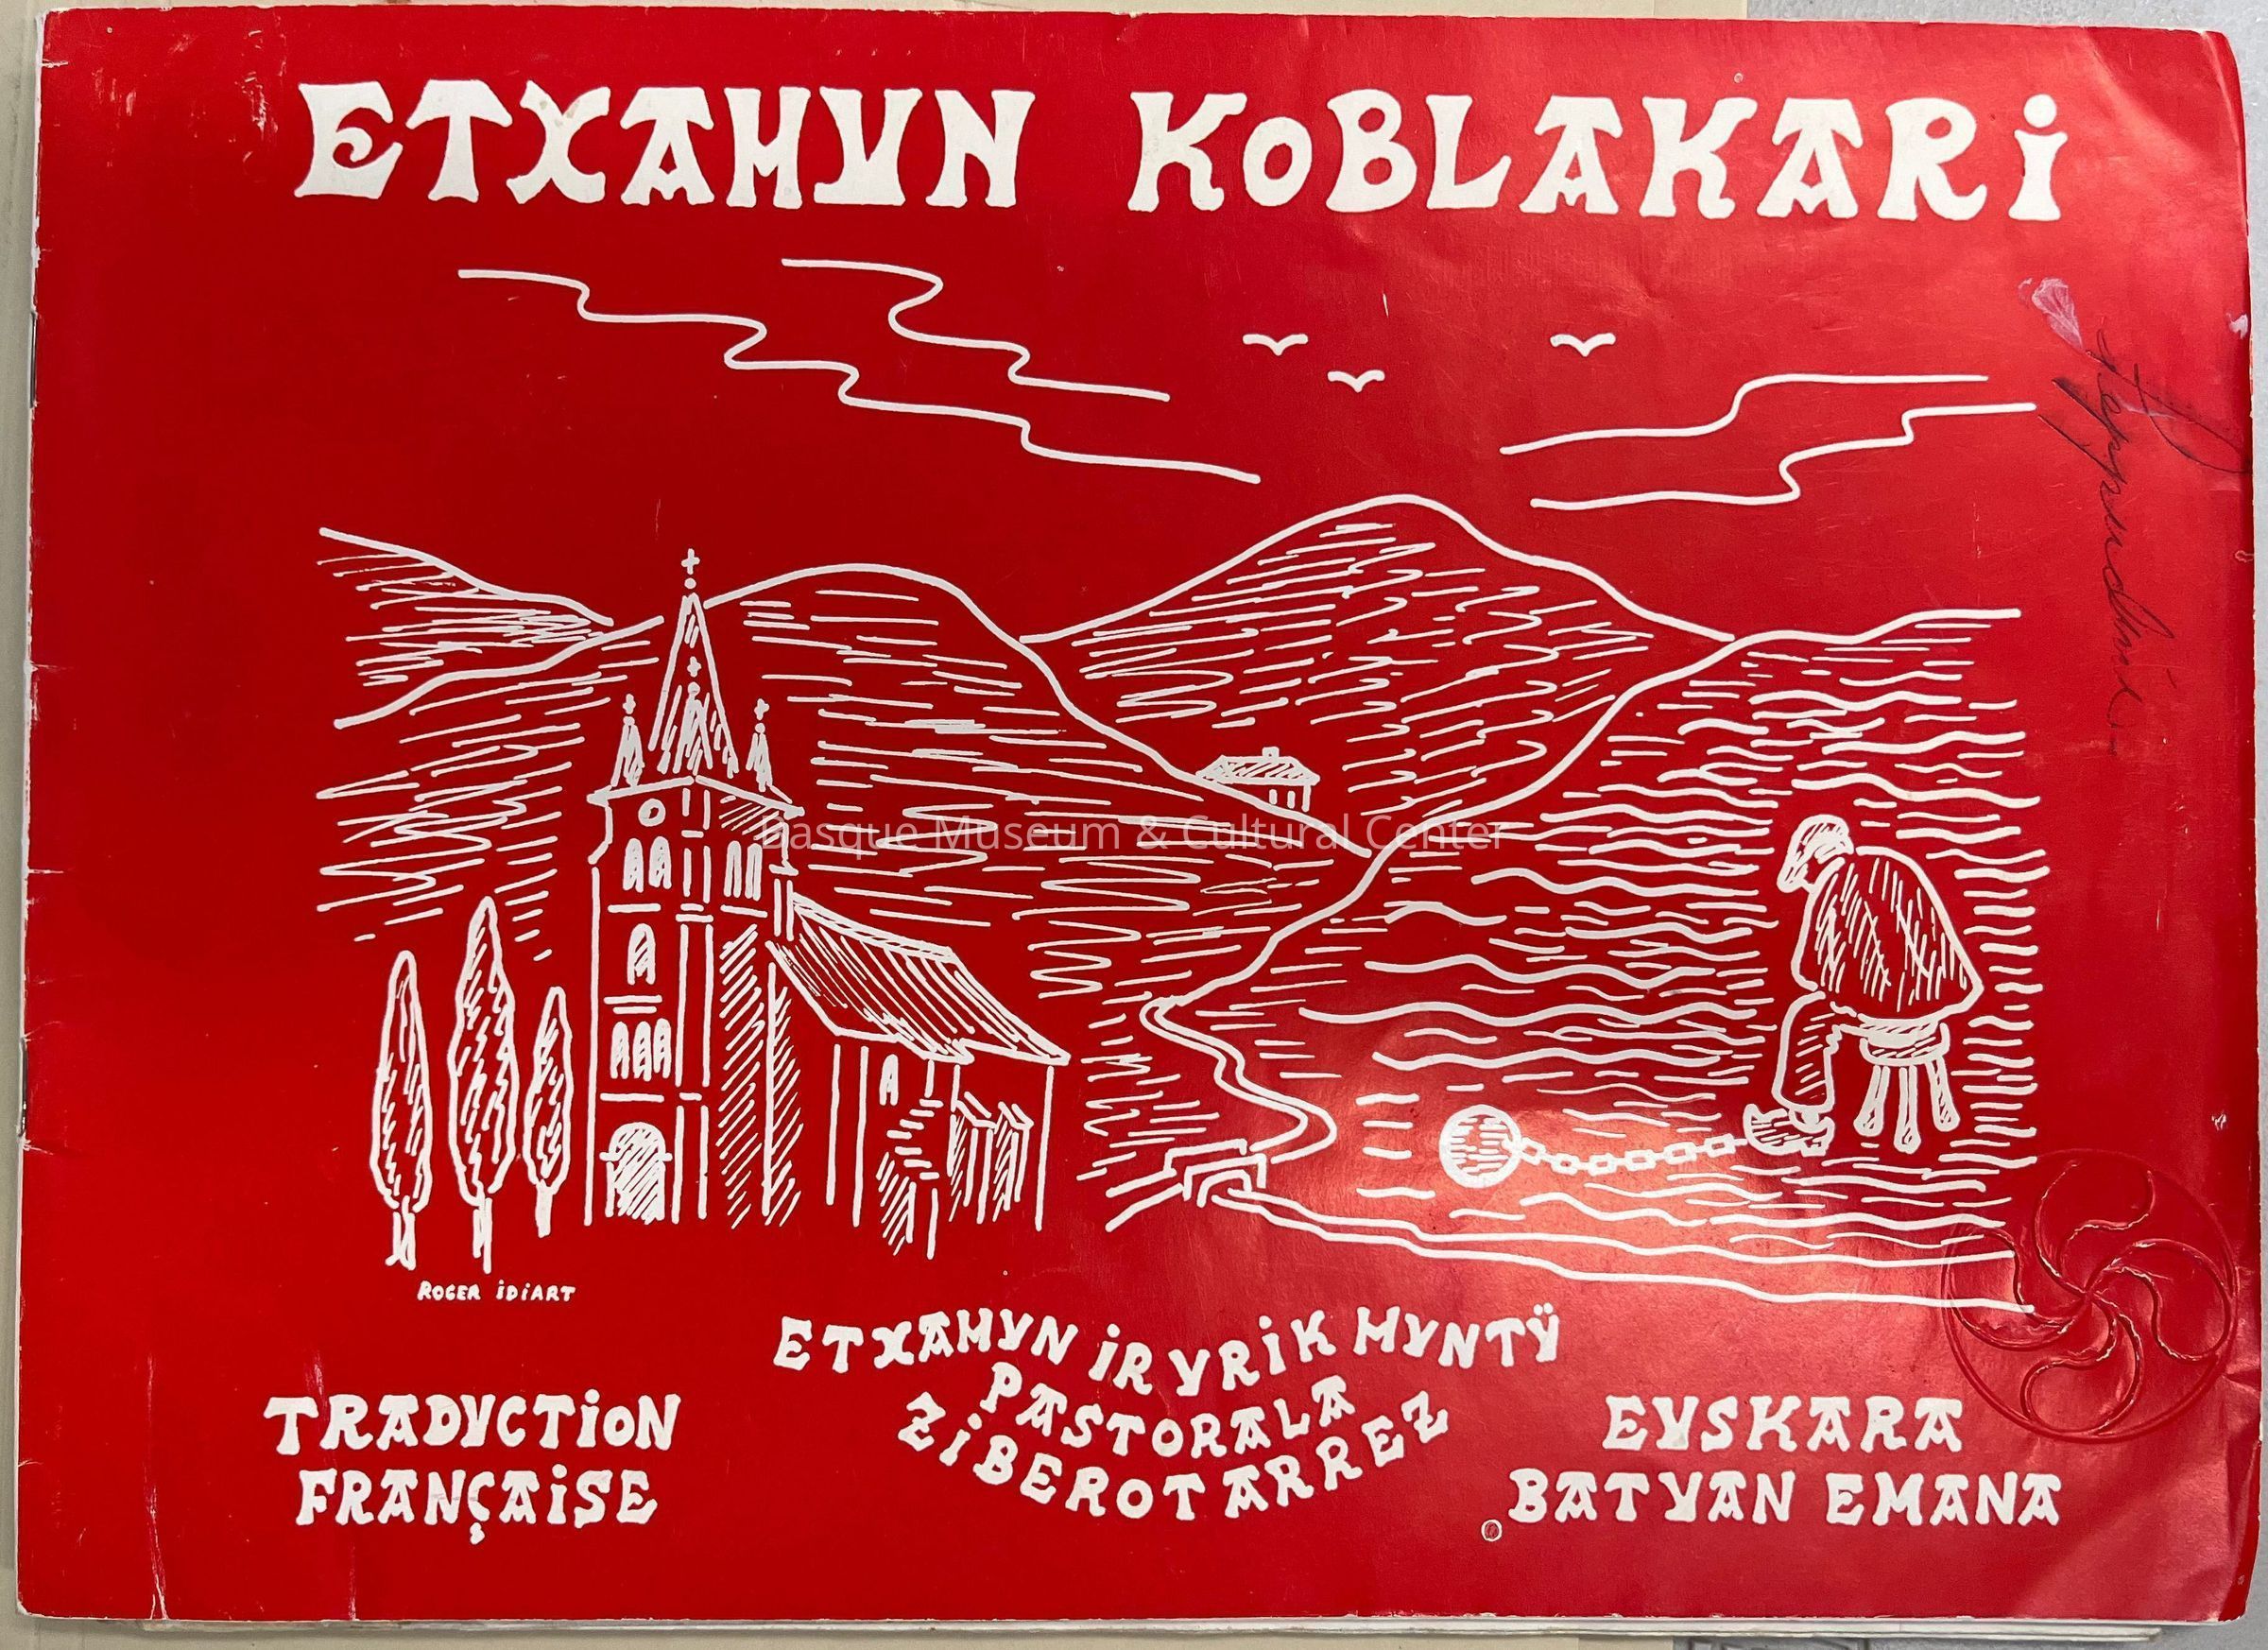 ETXAHUN KOBLAKARI
Basque Museum & Cultural Center
ROGER IDIART
ETXAHUN IRURIK HUNTÜ
PASTORALA
ZIBEROTARREZ
TRADUCTION
FRANÇAISE
EUSKARA
BATUAN EMANA